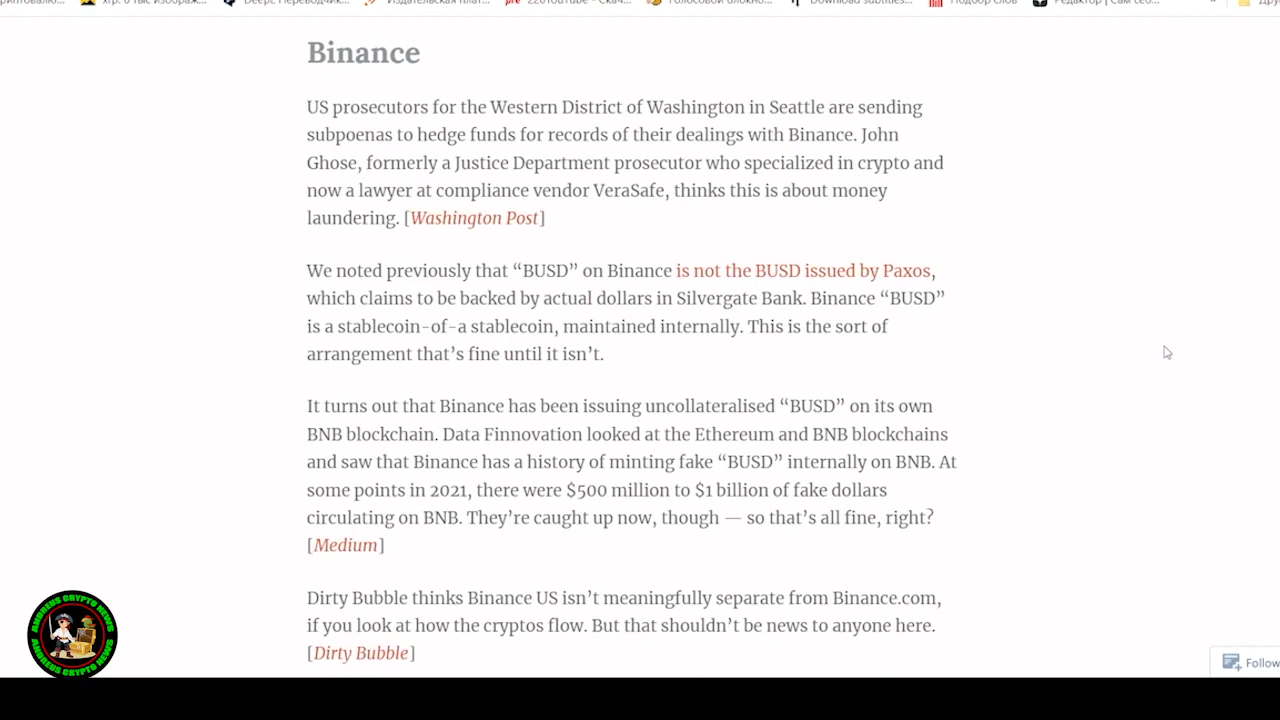 Издательская плат...
Download subtitles...
Подбор слов
Редактор | Сам себ...
Binance
US prosecutors for the Western District of Washington in Seattle are sending
subpoenas to hedge funds for records of their dealings with Binance. John
Ghose, formerly a Justice Department prosecutor who specialized in crypto and
now a lawyer at compliance vendor VeraSafe, thinks this is about money
laundering. [Washington Post]
We noted previously that “BUSD” on Binance is not the BUSD issued by Paxos,
which claims to be backed by actual dollars in Silvergate Bank. Binance “BUSD”
is a stablecoin-of-a stablecoin, maintained internally. This is the sort of
arrangement that’s fine until it isn’t.
It turns out that Binance has been issuing uncollateralised “BUSD” on its own
BNB blockchain. Data Finnovation looked at the Ethereum and BNB blockchains
and saw that Binance has a history of minting fake “BUSD” internally on BNB. At
some points in 2021, there were $500 million to $1 billion of fake dollars
circulating on BNB. They’re caught up now, though — so that’s all fine, right?
[Medium]
Dirty Bubble thinks Binance US isn’t meaningfully separate from Binance.com,
if you look at how the cryptos flow. But that shouldn’t be news to anyone here.
[Dirty Bubble]
Follow
ANDREUS CRYPTO NEWS
ANDREUS CRYPTO NEWS